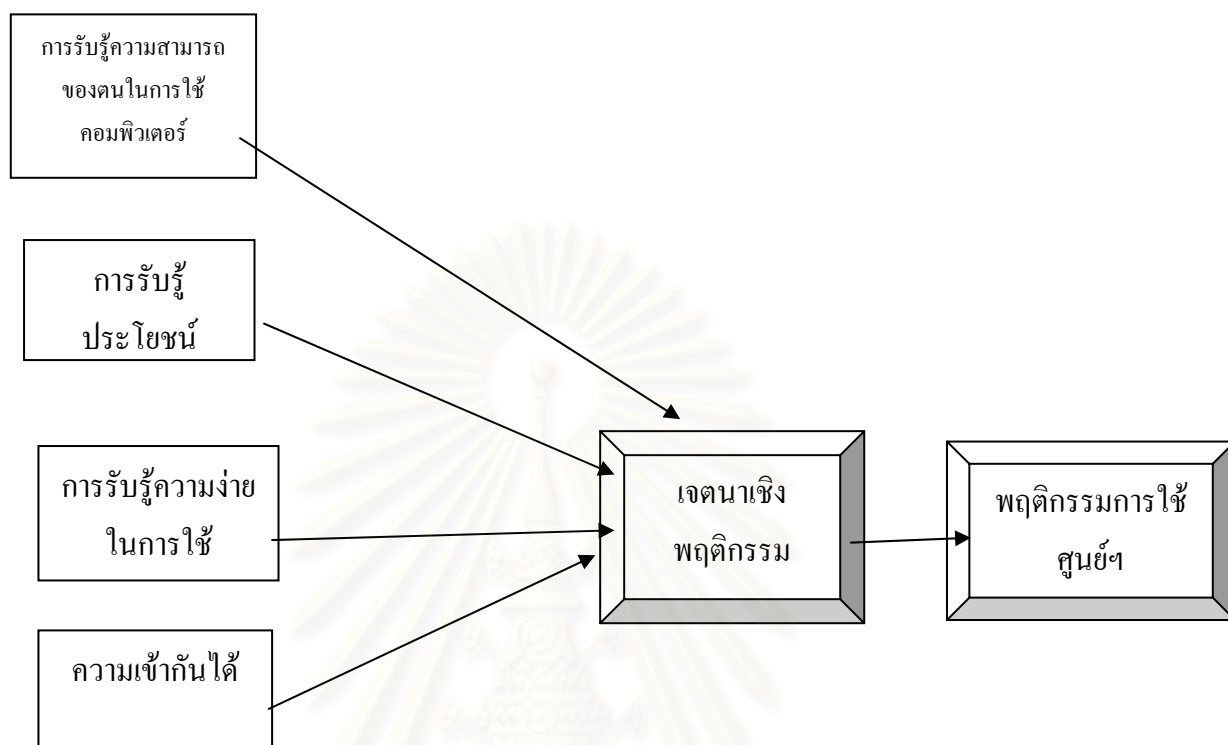 การรับรู้ความสามารถ
ของตนในการใช้
คอมพิวเตอร์
การรับรู้
ประโยชน์
การรับรู้ความง่าย
ในการใช้
ความเข้ากันได้
เจตนาเชิง
พฤติกรรม
พฤติกรรมการใช้
ศูนย์ฯ